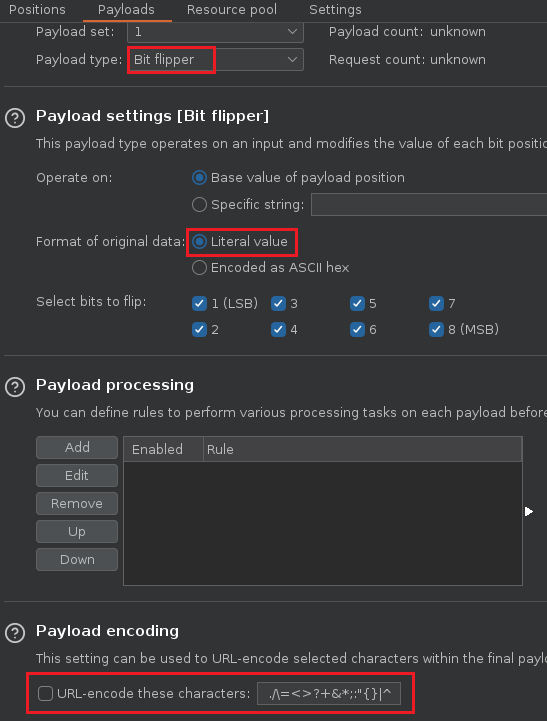 Positions Payloads Resource pool Settings
Payload set: 1 Payload count: unknown
Payload type: Bit flipper Request count: unknown
? Payload settings [Bit flipper]
This payload type operates on an input and modifies the value of each bit positio
Operate on: Base value of payload position
Specific string:
Format of original data: Literal value
Encoded as ASCII hex
Select bits to flip: 1 (LSB) 3 5 7
2 4 6 8 (MSB)
? Payload processing
You can define rules to perform various processing tasks on each payload before
Add Enabled Rule
Edit
Remove
Up
Down
? Payload encoding
This setting can be used to URL-encode selected characters within the final paylo
URL-encode these characters: ./\=<>?+&*;:"{}|^